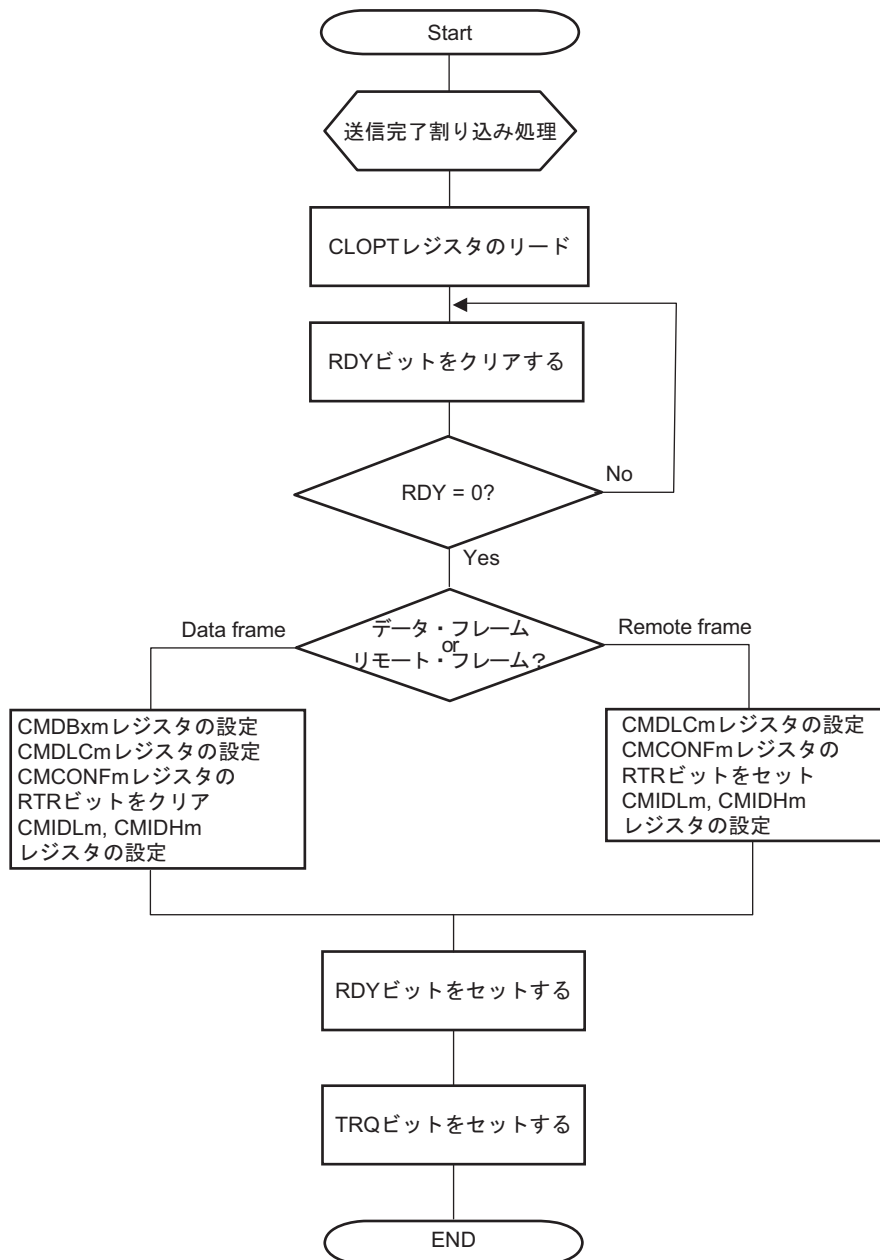 Start
送信完了割り込み処理
CLOPTレジスタのリード
RDYビットをクリアする
RDY = 0?
No
Yes
データ・フレーム
or
リモート・フレーム？
Data frame
Remote frame
CMDBxmレジスタの設定
CMDLCmレジスタの設定
CMCONFmレジスタの
RTRビットをクリア
CMIDLm, CMIDHm
レジスタの設定
CMDLCmレジスタの設定
CMCONFmレジスタの
RTRビットをセット
CMIDLm, CMIDHm
レジスタの設定
RDYビットをセットする
TRQビットをセットする
END